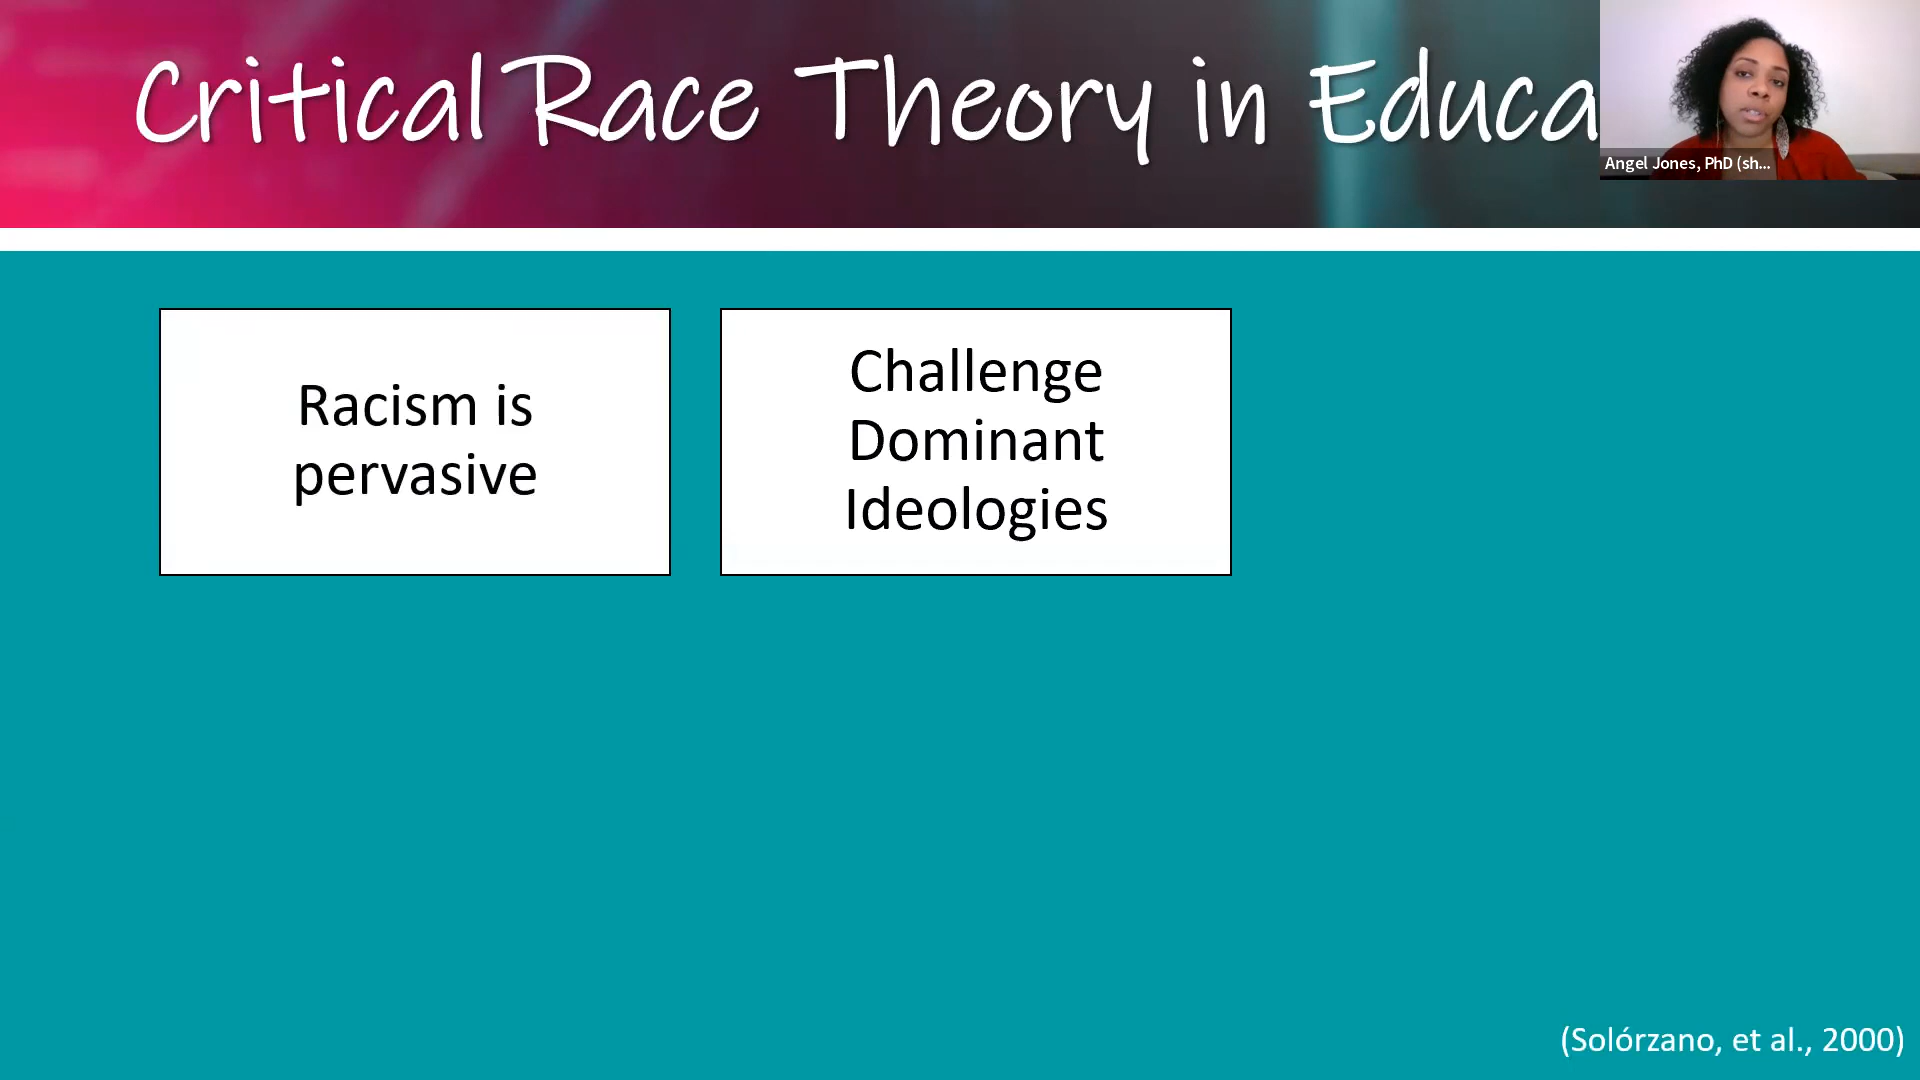 Critical Race Theory in Educa
Angel Jones, PhD (sh...
Racism is
pervasive
Challenge
Dominant
Ideologies
(Solórzano, et al., 2000)